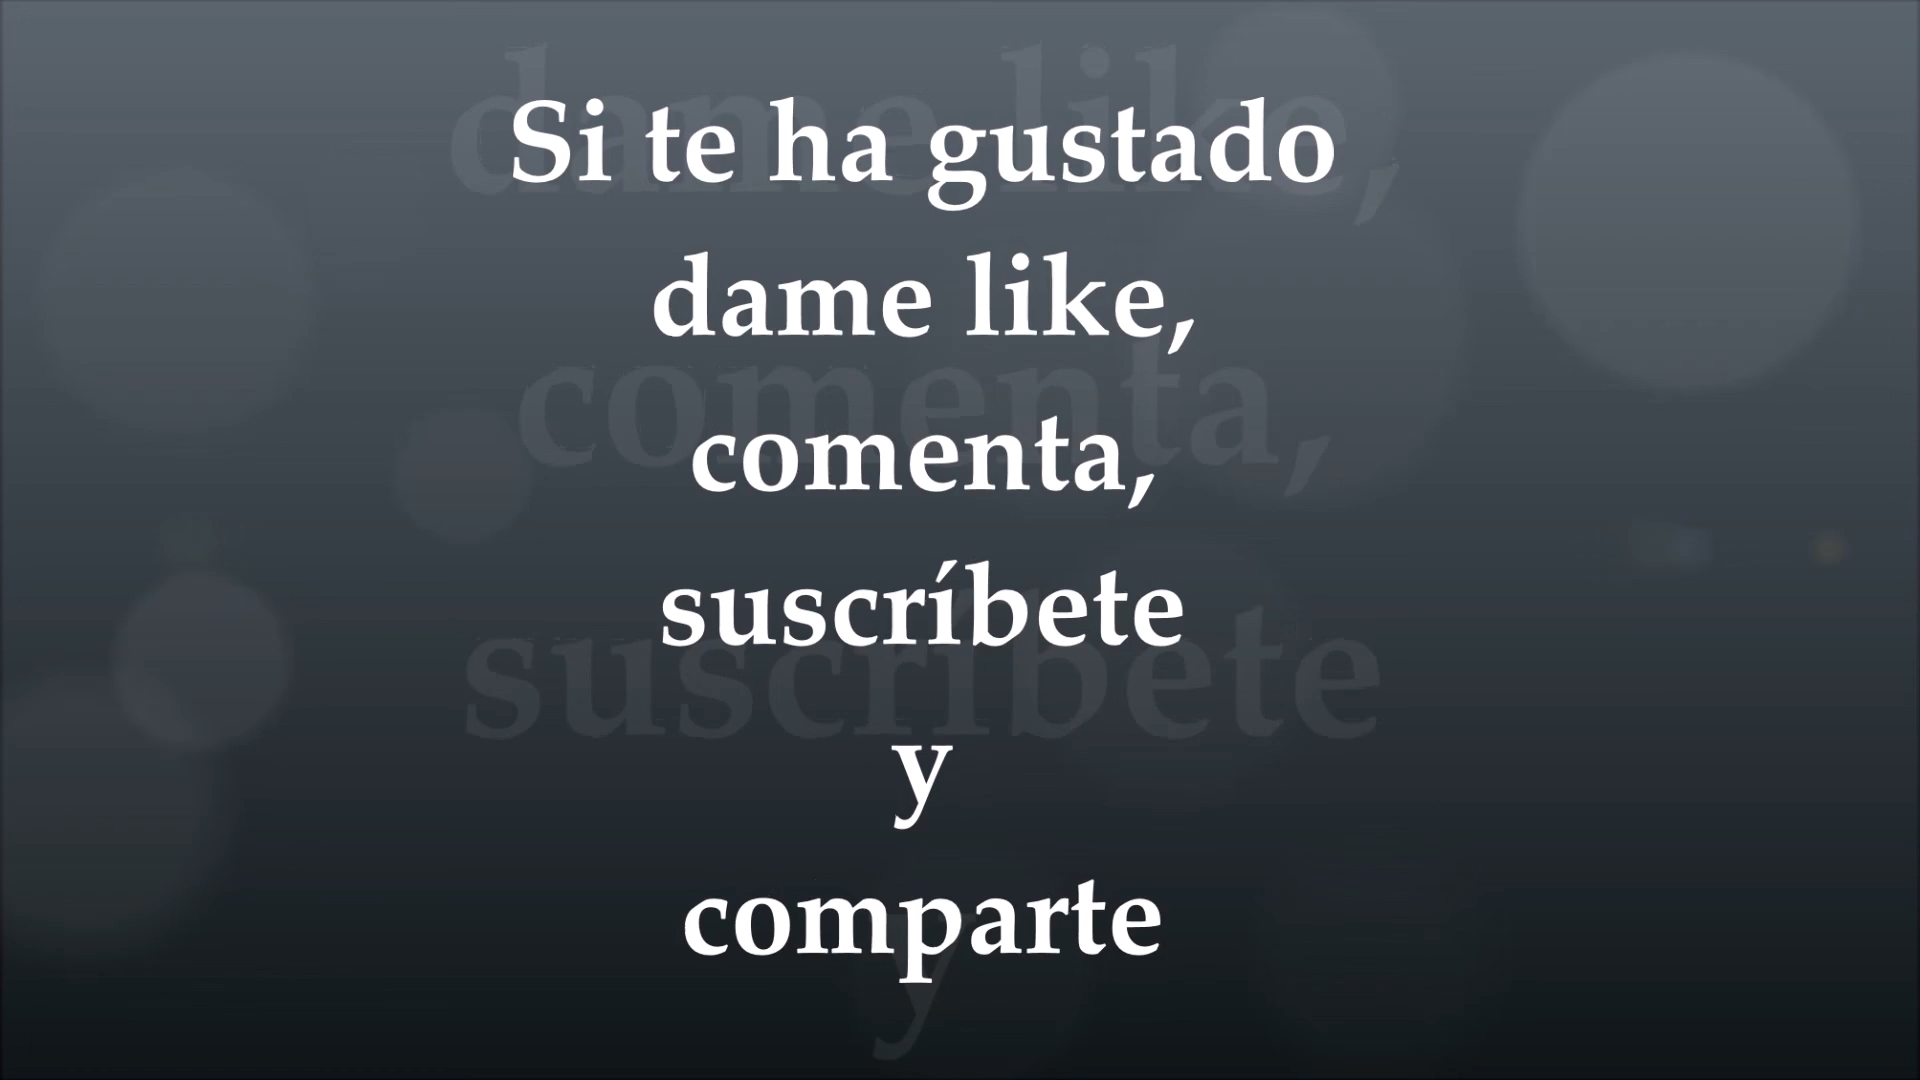 Si te ha gustado
dame like,
comenta,
suscríbete
y
comparte